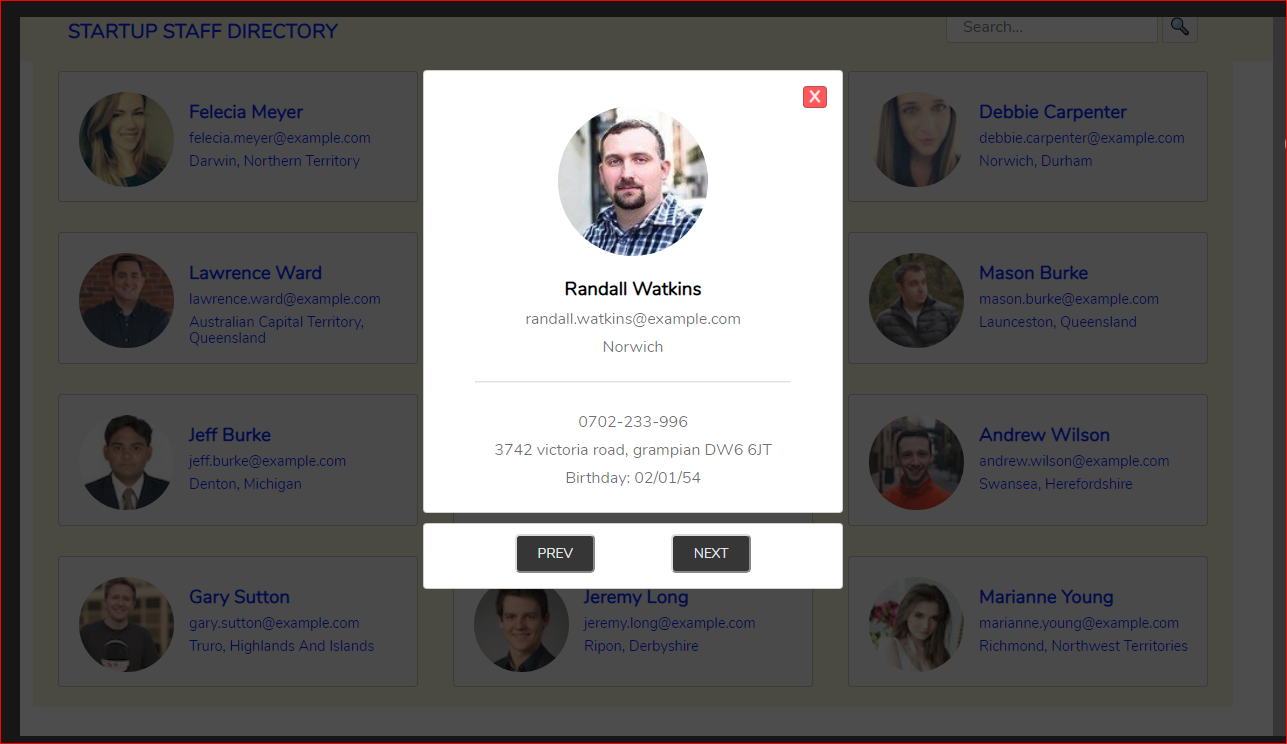 STARTUP STAFF DIRECTORY
Search...
Felecia Meyer
felecia.meyer@example.com
Darwin, Northern Territory
Debbie Carpenter
debbie.carpenter@example.com
Norwich, Durham
Lawrence Ward
lawrence.ward@example.com
Australian Capital Territory,
Queensland
Mason Burke
mason.burke@example.com
Launceston, Queensland
Jeff Burke
jeff.burke@example.com
Denton, Michigan
Andrew Wilson
andrew.wilson@example.com
Swansea, Herefordshire
Gary Sutton
gary.sutton@example.com
Truro, Highlands And Islands
Jeremy Long
jeremy.long@example.com
Ripon, Derbyshire
Marianne Young
marianne.young@example.com
Richmond, Northwest Territories
X
Randall Watkins
randall.watkins@example.com
Norwich
0702-233-996
3742 victoria road, grampian DW6 6JT
Birthday: 02/01/54
PREV
NEXT